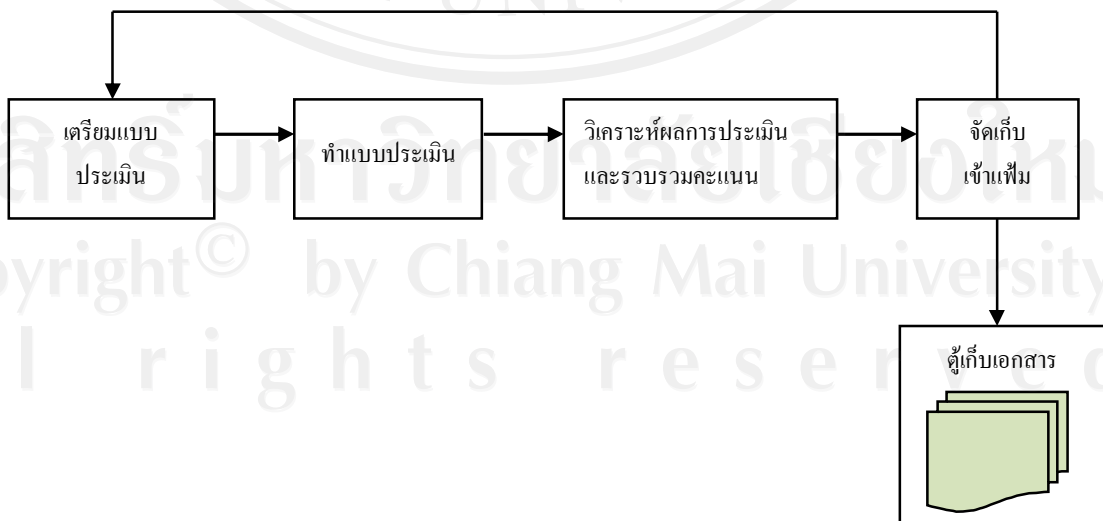 UNIV
เตรียมแบบ
ประเมิน
ทำแบบประเมิน
วิเคราะห์ผลการประเมิน
และรวบรวมคะแนน
จัดเก็บ
เข้าแฟ้ม
สิทธิ์มหาวิทยาลัยเชียงใหม
pyright© by Chiang Mai University
l rights reserved
ตู้เก็บเอกสาร